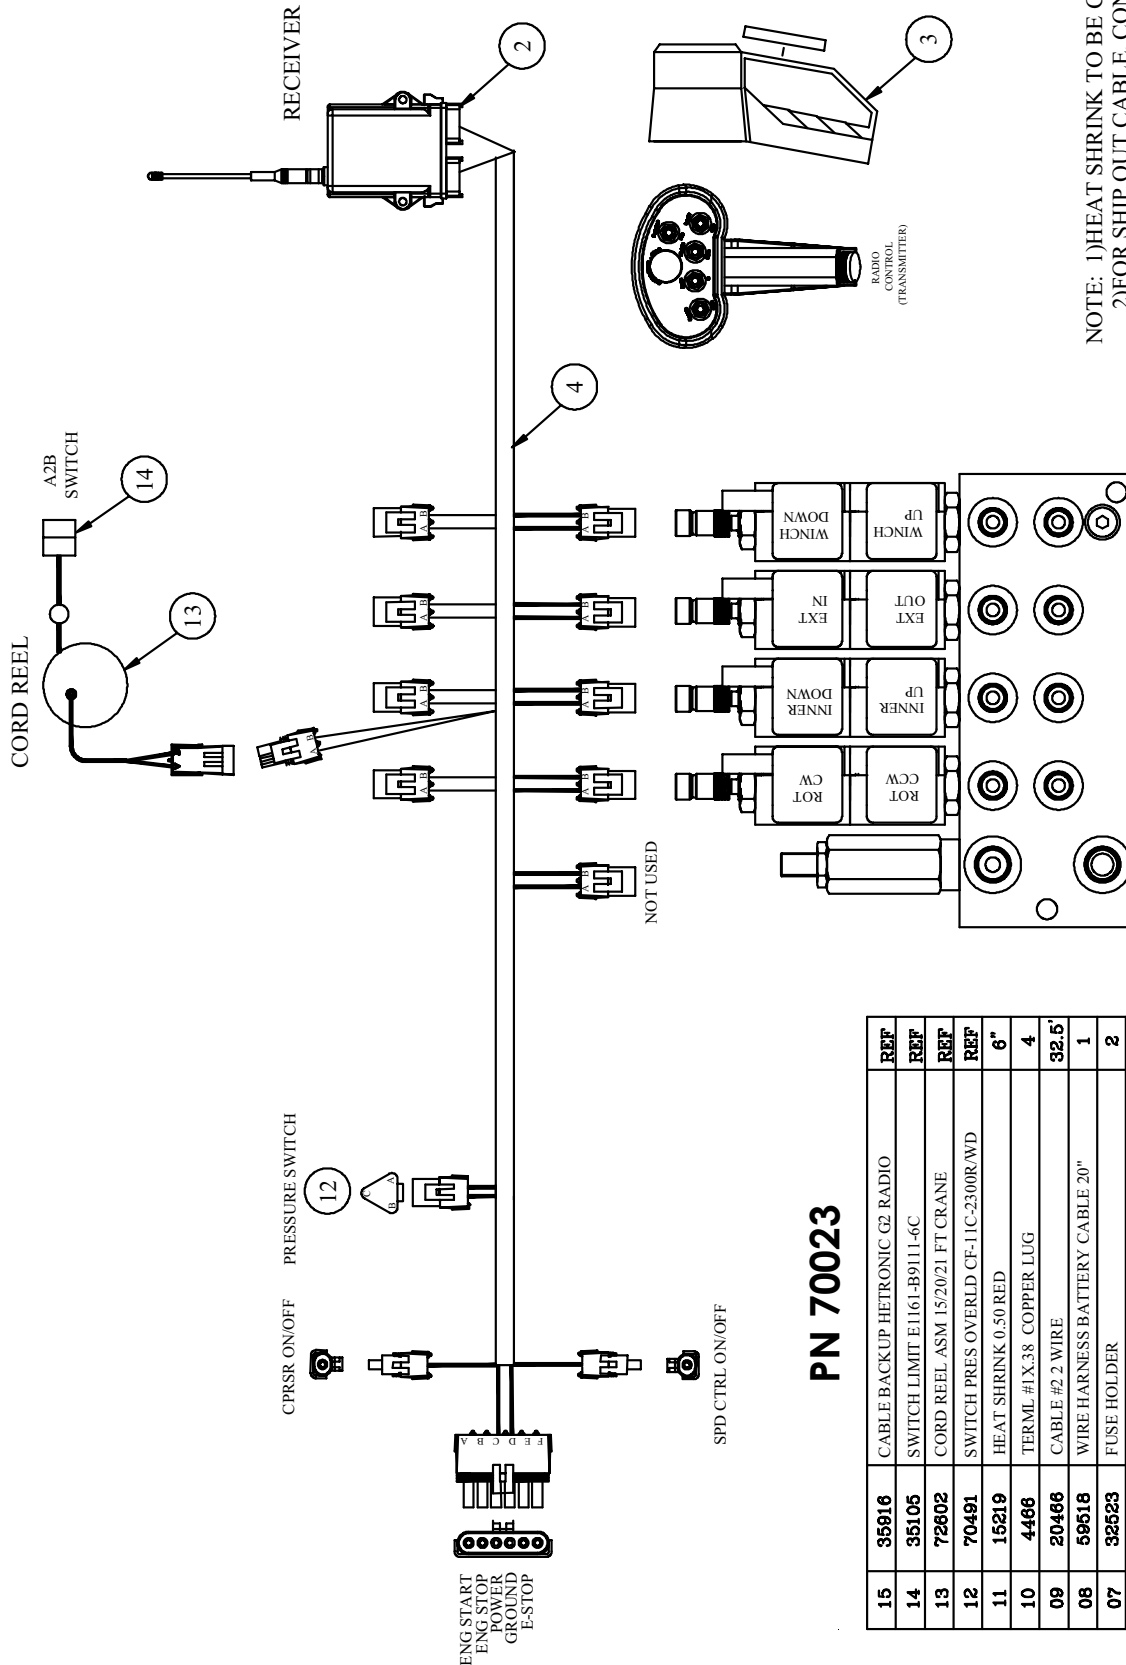 CORD REEL
A2B
SWITCH
14
13
RECEIVER
2
3
4
RADIO
CONTROL
(TRANSMITTER)
PRESSURE SWITCH
12
C
B
A
CPRSR ON/OFF
SPD CTRL ON/OFF
A
B
C
D
E
F
ENG START
ENG STOP
POWER
GROUND
E-STOP
A B
A B
A B
A B
A B
A B
A B
A B
A B
A B
NOT USED
ROT
CW
ROT
CCW
INNER
DOWN
INNER
UP
EXT
IN
EXT
OUT
WINCH
DOWN
WINCH
UP
NOTE: 1)HEAT SHRINK TO BE
2)FOR SHIP OUT CABLE,
PN 70023
15 35916 CABLE BACKUP HETRONIC G2 RADIO REF
14 35105 SWITCH LIMIT E1161-B9111-6C REF
13 72602 CORD REEL ASM 15/20/21 FT CRANE REF
12 70491 SWITCH PRES OVERLD CF-11C-2300R/WD REF
11 15219 HEAT SHRINK 0.50 RED 6"
10 4466 TERML #1X.38 COPPER LUG 4
09 20466 CABLE #2 2 WIRE 32.5'
08 59518 WIRE HARNESS BATTERY CABLE 20" 1
07 32523 FUSE HOLDER 2